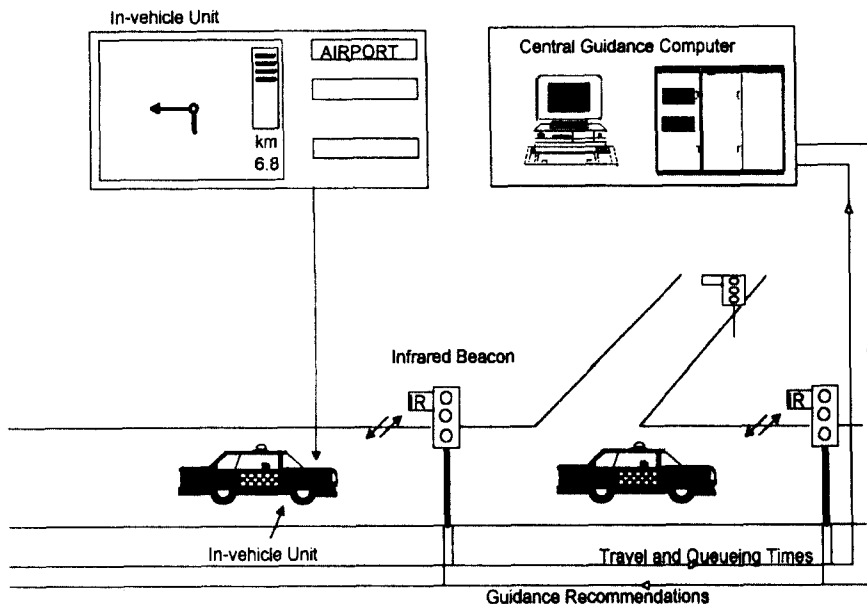 In-vehicle Unit
AIRPORT
km
6.8
Central Guidance Computer
Infrared Beacon
IR
IR
In-vehicle Unit
Travel and Queueing Times
Guidance Recommendations